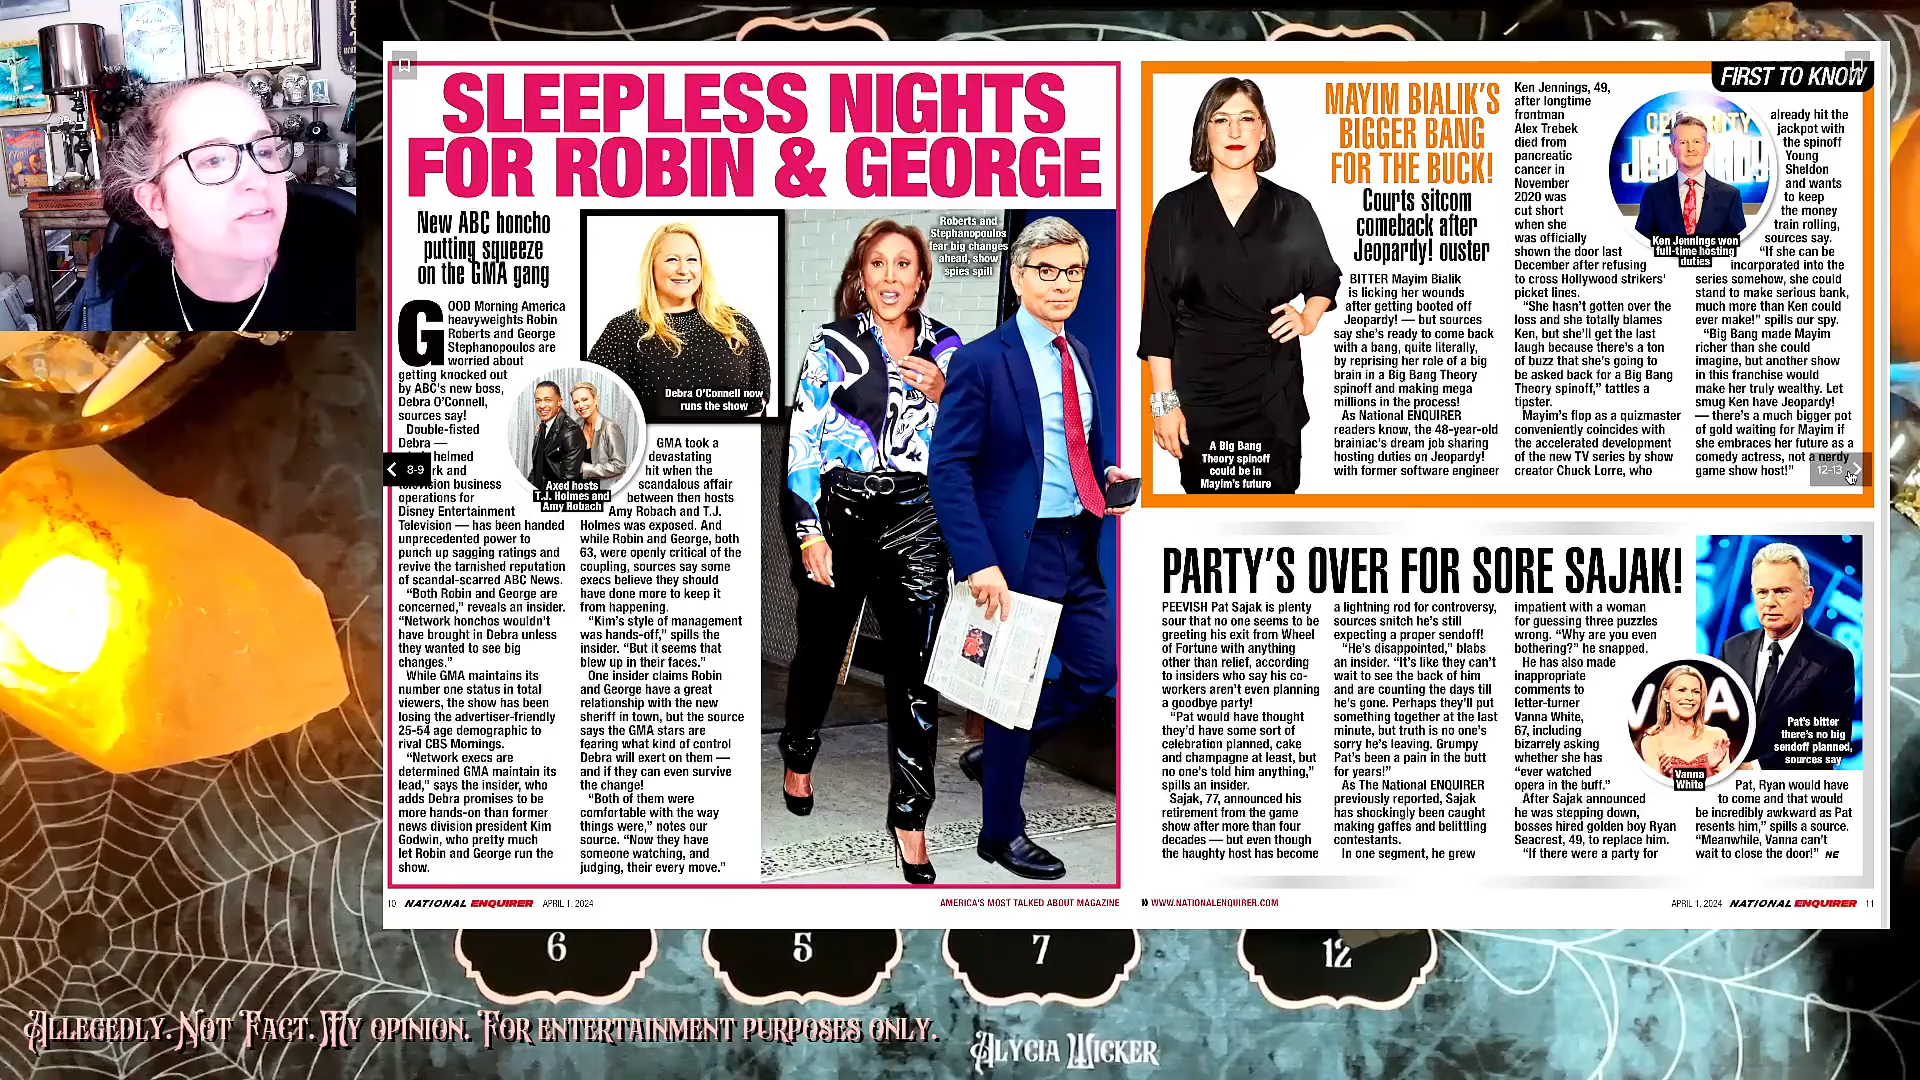 SLEEPLESS NIGHTS
FOR ROBIN & GEORGE
New ABC honcho
putting squeeze
on the GMA gang
GOOD Morning America
heavyweights Robin
Roberts and George
Stephanopoulos are
worried about
getting knocked out
by ABC's new boss,
Debra O'Connell,
sources say!
Double-fisted
Debra —
helmed
rk and
television business
operations for
Disney Entertainment
Television — has been handed
unprecedented power to
punch up sagging ratings and
revive the tarnished reputation
of scandal-scarred ABC News.
"Both Robin and George are
concerned," reveals an insider.
"Network honchos wouldn't
have brought in Debra unless
they wanted to see big
changes."
While GMA maintains its
number one status in total
viewers, the show has been
losing the advertiser-friendly
25-54 age demographic to
rival CBS Mornings.
"Network execs are
determined GMA maintain its
lead," says the insider, who
adds Debra promises to be
more hands-on than former
news division president Kim
Godwin, who pretty much
let Robin and George run the
show.
8-9
Debra O'Connell now
runs the show
Axed hosts
T.J. Holmes and
Amy Robach
GMA took a
devastating
hit when the
scandalous affair
between then hosts
Amy Robach and T.J.
Holmes was exposed. And
while Robin and George, both
63, were openly critical of the
coupling, sources say some
execs believe they should
have done more to keep it
from happening.
"Kim's style of management
was hands-off," spills the
insider. "But it seems that
blew up in their faces."
One insider claims Robin
and George have a great
relationship with the new
sheriff in town, but the source
says the GMA stars are
fearing what kind of control
Debra will exert on them —
and if they can even survive
the change!
"Both of them were
comfortable with the way
things were," notes our
source. "Now they have
someone watching, and
judging, their every move."
Roberts and
Stephanopoulos
fear big changes
ahead, show
spies spill
10 NATIONAL ENQUIRER APRIL 1, 2024
AMERICA'S MOST TALKED ABOUT MAGAZINE
FIRST TO KNOW
MAYIM BIALIK'S
BIGGER BANG
FOR THE BUCK!
Courts sitcom
comeback after
Jeopardy! ouster
BITTER Mayim Bialik
is licking her wounds
after getting booted off
Jeopardy! — but sources
say she's ready to come back
with a bang, quite literally,
by reprising her role of a big
brain in a Big Bang Theory
spinoff and making mega
millions in the process!
As National ENQUIRER
readers know, the 48-year-old
brainiac's dream job sharing
hosting duties on Jeopardy!
with former software engineer
A Big Bang
Theory spinoff
could be in
Mayim's future
Ken Jennings, 49,
after longtime
frontman
Alex Trebek
died from
pancreatic
cancer in
November
2020 was
cut short
when she
was officially
shown the door last
December after refusing
to cross Hollywood strikers'
picket lines.
"She hasn't gotten over the
loss and she totally blames
Ken, but she'll get the last
laugh because there's a ton
of buzz that she's going to
be asked back for a Big Bang
Theory spinoff," tattles a
tipster.
Mayim's flop as a quizmaster
conveniently coincides with
the accelerated development
of the new TV series by show
creator Chuck Lorre, who
CELEBRITY
JEOPARDY!
Ken Jennings won
full-time hosting
duties
already hit the
jackpot with
the spinoff
Young
Sheldon
and wants
to keep
the money
train rolling,
sources say.
"If she can be
incorporated into the
series somehow, she could
stand to make serious bank,
much more than Ken could
ever make!" spills our spy.
"Big Bang made Mayim
richer than she could
imagine, but another show
in this franchise would
make her truly wealthy. Let
smug Ken have Jeopardy!
— there's a much bigger pot
of gold waiting for Mayim if
she embraces her future as a
comedy actress, not a nerdy
game show host!"
12-13
PARTY'S OVER FOR SORE SAJAK!
PEEVISH Pat Sajak is plenty
sour that no one seems to be
greeting his exit from Wheel
of Fortune with anything
other than relief, according
to insiders who say his co-
workers aren't even planning
a goodbye party!
"Pat would have thought
they'd have some sort of
celebration planned, cake
and champagne at least, but
no one's told him anything,"
spills an insider.
Sajak, 77, announced his
retirement from the game
show after more than four
decades — but even though
the haughty host has become
a lightning rod for controversy,
sources snitch he's still
expecting a proper sendoff!
"He's disappointed," blabs
an insider. "It's like they can't
wait to see the back of him
and are counting the days till
he's gone. Perhaps they'll put
something together at the last
minute, but truth is no one's
sorry he's leaving. Grumpy
Pat's been a pain in the butt
for years!"
As The National ENQUIRER
previously reported, Sajak
has shockingly been caught
making gaffes and belittling
contestants.
In one segment, he grew
impatient with a woman
for guessing three puzzles
wrong. "Why are you even
bothering?" he snapped.
He has also made
inappropriate
comments to
letter-turner
Vanna White,
67, including
bizarrely asking
whether she has
"ever watched
opera in the buff."
After Sajak announced
he was stepping down,
bosses hired golden boy Ryan
Seacrest, 49, to replace him.
"If there were a party for
Vanna
White
Pat's bitter
there's no big
sendoff planned,
sources say
Pat, Ryan would have
to come and that would
be incredibly awkward as Pat
resents him," spills a source.
"Meanwhile, Vanna can't
wait to close the door!" NE
WWW.NATIONALENQUIRER.COM
APRIL 1, 2024 NATIONAL ENQUIRER 11
6
5
7
12
Allegedly. Not Fact. My opinion. For entertainment purposes only.
Alycia Wicker